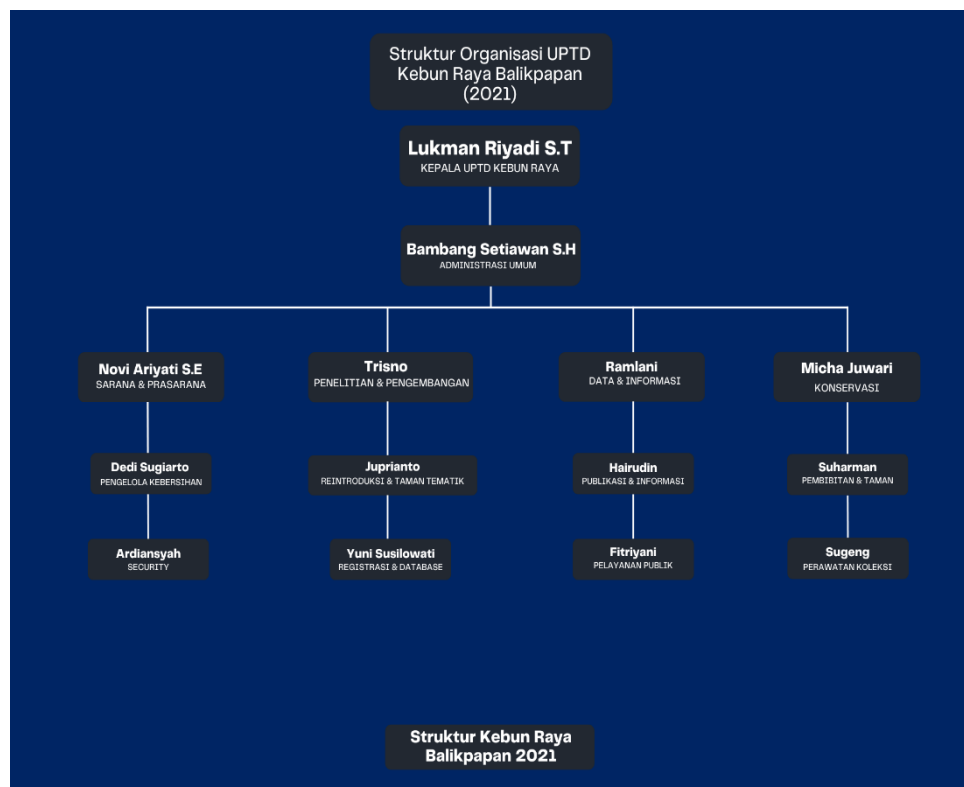 Struktur Organisasi UPTD
Kebun Raya Balikpapan
(2021)
Lukman Riyadi S.T
KEPALA UPTD KEBUN RAYA
Bambang Setiawan S.H
ADMINISTRASI UMUM
Novi Ariyati S.E
SARANA & PRASARANA
Trisno
PENELITIAN & PENGEMBANGAN
Ramlani
DATA & INFORMASI
Micha Juwari
KONSERVASI
Dedi Sugiarto
PENGELOLA KEBERSIHAN
Juprianto
REINTRODUKSI & TAMAN TEMATIK
Hairudin
PUBLIKASI & INFORMASI
Suharman
PEMBIBITAN & TAMAN
Ardiansyah
SECURITY
Yuni Susilowati
REGISTRASI & DATABASE
Fitriyani
PELAYANAN PUBLIK
Sugeng
PERAWATAN KOLEKSI
Struktur Kebun Raya
Balikpapan 2021